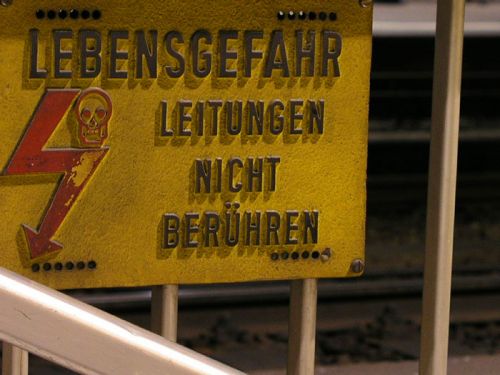 LEBENSGEFAHR
LEITUNGEN
NICHT
BERÜHREN